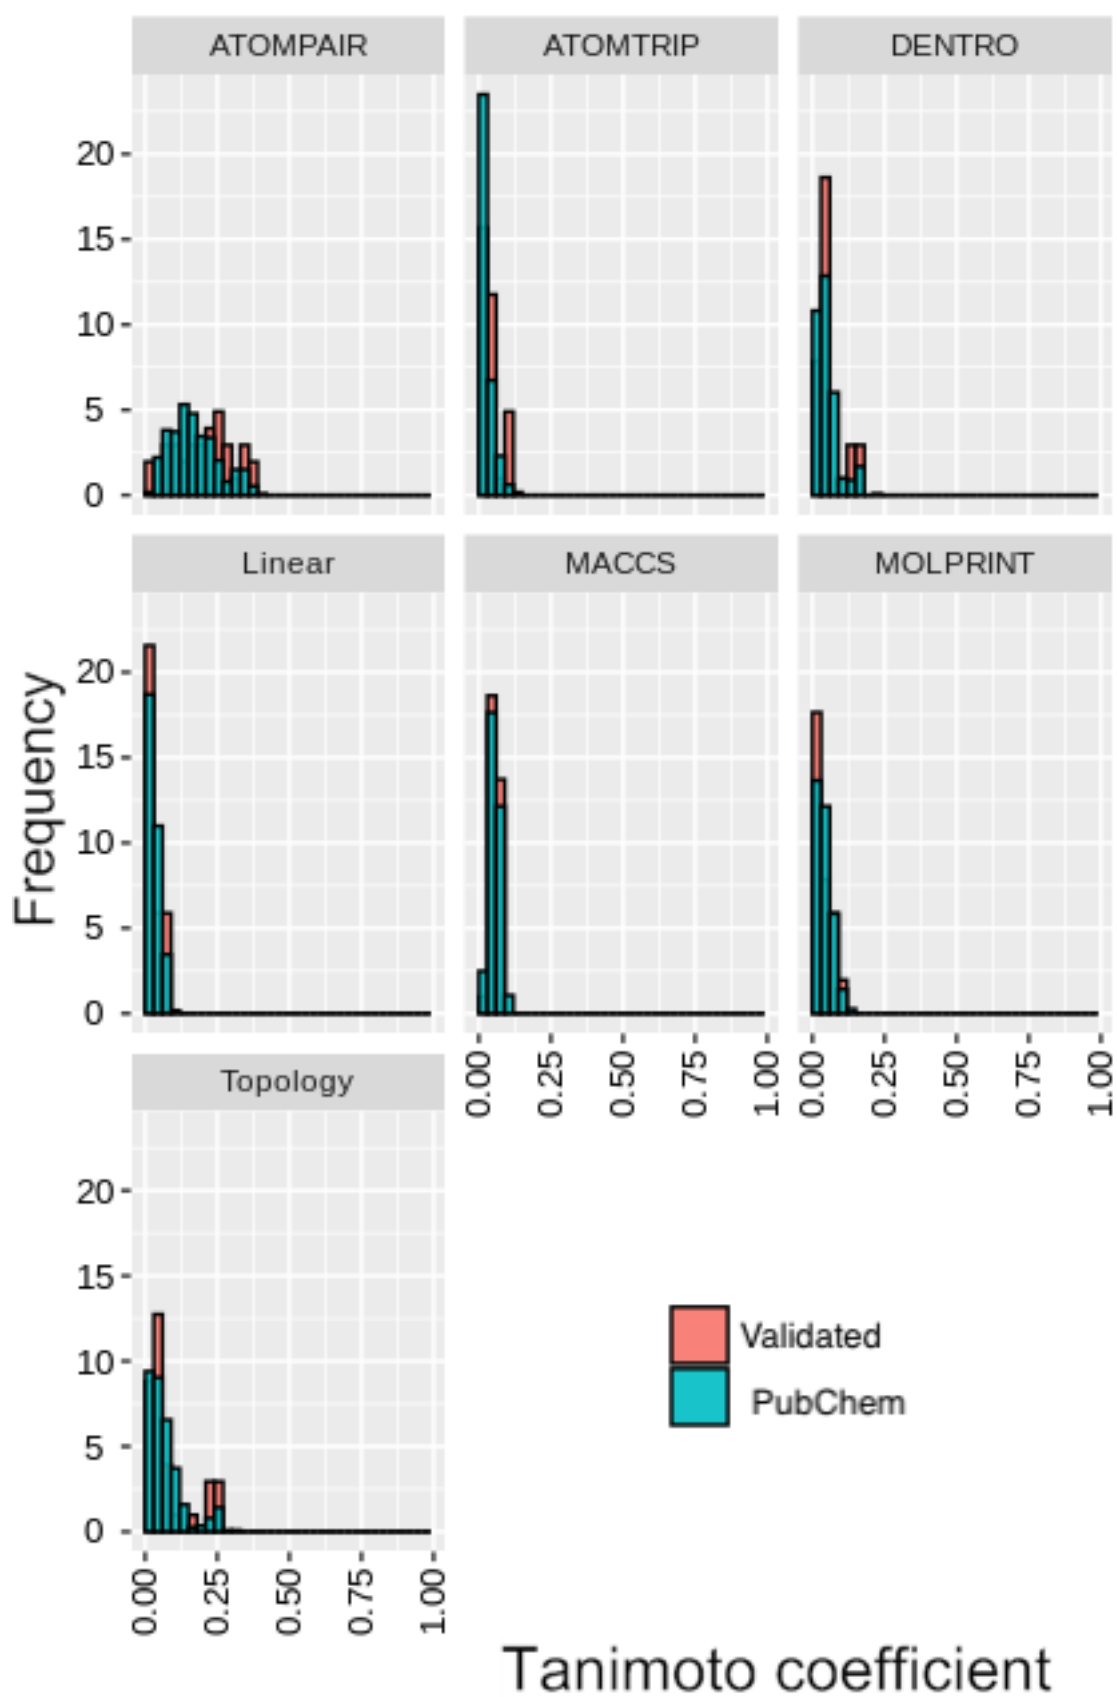 ATOMPAIR ATOMTRIP DENTRO
20
15
10
5
0
Linear MACCS MOLPRINT
20
15
10
5
0
0.00 0.25 0.50 0.75 1.00 0.00 0.25 0.50 0.75 1.00
Topology
20
15
10
5
0
0.00 0.25 0.50 0.75 1.00
Frequency
Validated
PubChem
Tanimoto coefficient